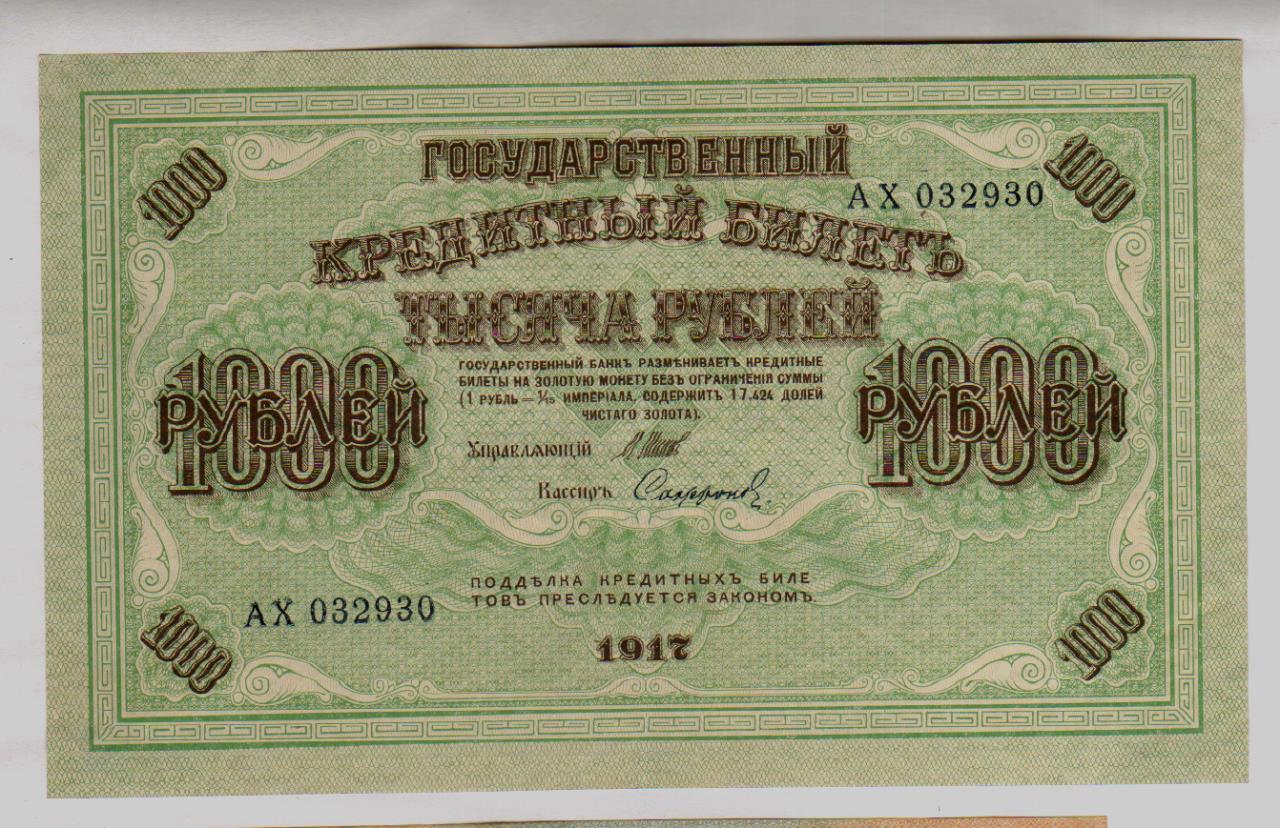 1000
1000
ГОСУДАРСТВЕННЫЙ
АХ 032930
КРЕДИТНЫЙ БИЛЕТЪ
ТЫСЯЧА РУБЛЕЙ
ГОСУДАРСТВЕННЫЙ БАНКЪ РАЗМѢНИВАЕТЪ КРЕДИТНЫЕ
БИЛЕТЫ НА ЗОЛОТУЮ МОНЕТУ БЕЗЪ ОГРАНИЧЕНІЯ СУММЫ
(1 РУБЛЬ — 1/15 ИМПЕРІАЛА, СОДЕРЖИТЪ 17.424 ДОЛЕЙ
ЧИСТАГО ЗОЛОТА).
1000
РУБЛЕЙ
1000
РУБЛЕЙ
Управляющій
Кассиръ Сафронов
ПОДДѢЛКА КРЕДИТНЫХЪ БИЛЕ
ТОВЪ ПРЕСЛѢДУЕТСЯ ЗАКОНОМЪ.
АХ 032930
1917
1000
1000